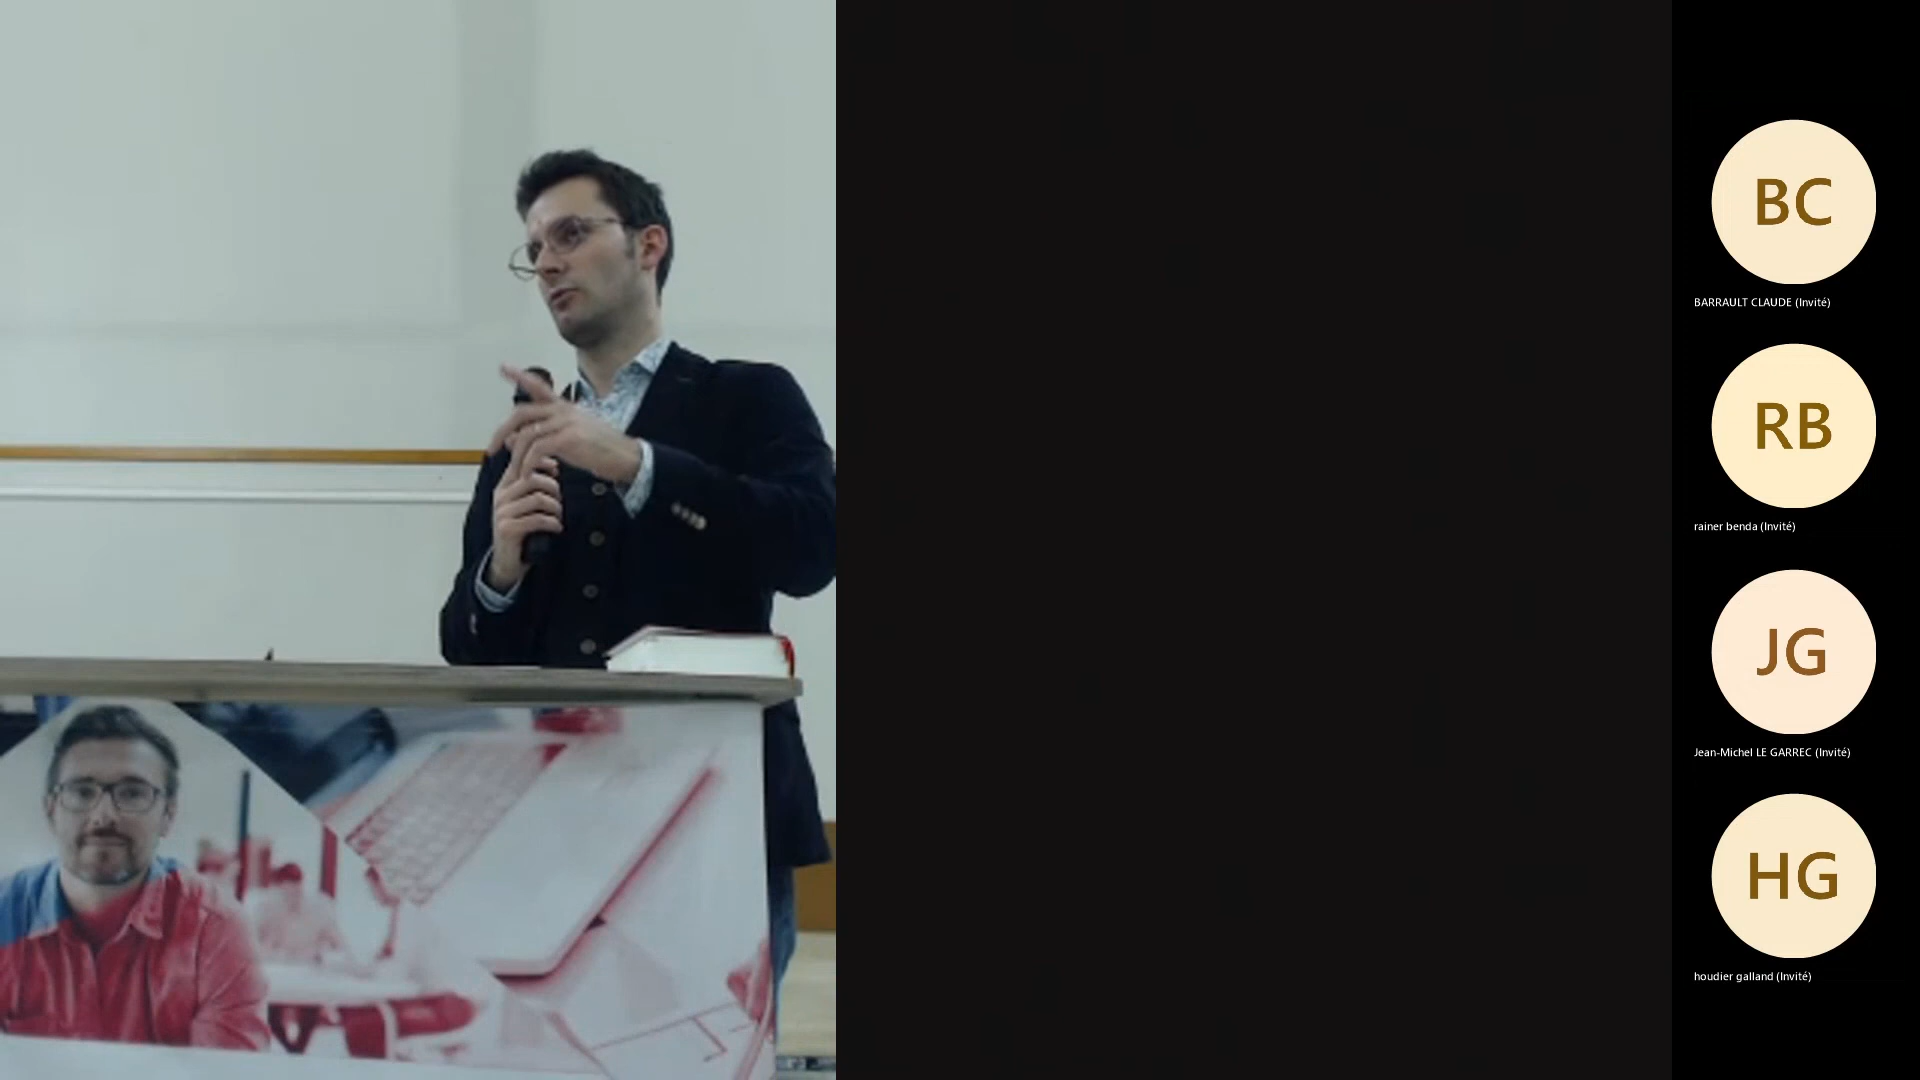 BC
BARRAULT CLAUDE (Invité)
RB
rainer benda (Invité)
JG
Jean-Michel LE GARREC (Invité)
HG
houdier galland (Invité)